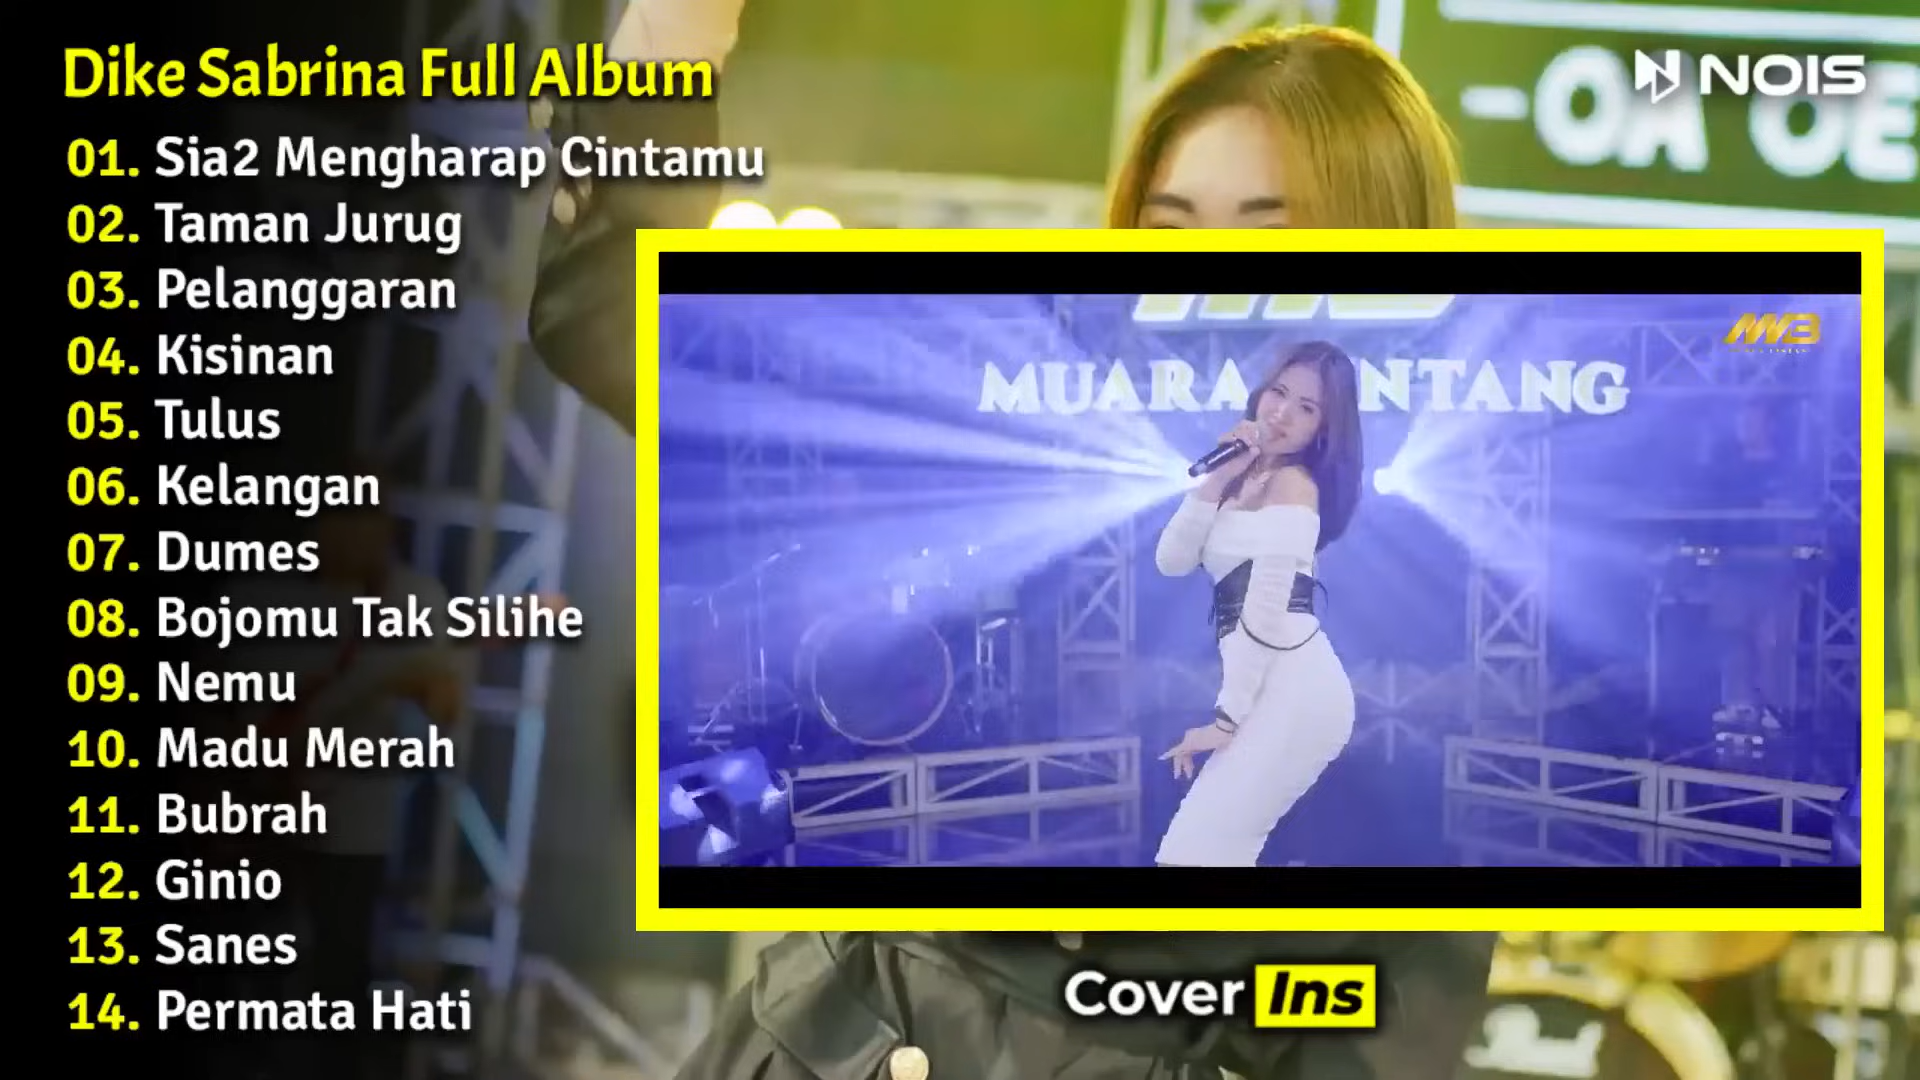 Dike Sabrina Full Album
01. Sia2 Mengharap Cintamu
02. Taman Jurug
03. Pelanggaran
04. Kisinan
05. Tulus
06. Kelangan
07. Dumes
08. Bojomu Tak Silihe
09. Nemu
10. Madu Merah
11. Bubrah
12. Ginio
13. Sanes
14. Permata Hati
NOIS
-OA OE
MUARA NTANG
Cover Ins